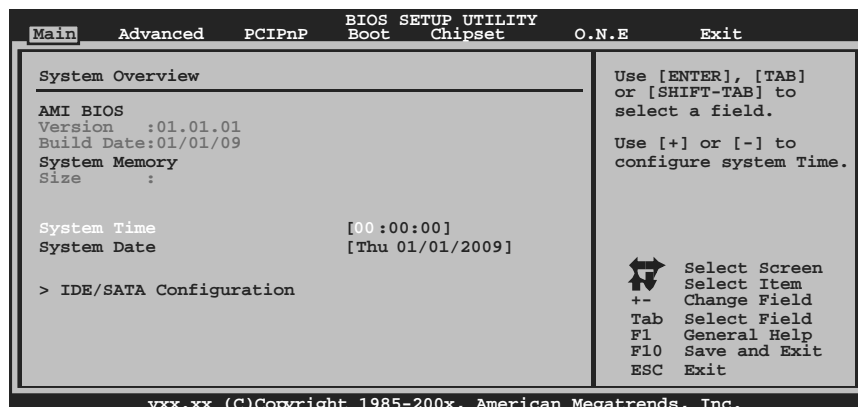 BIOS SETUP UTILITY
Main Advanced PCIPnP Boot Chipset O.N.E Exit
System Overview
AMI BIOS
Version :01.01.01
Build Date:01/01/09
System Memory
Size :
System Time [00:00:00]
System Date [Thu 01/01/2009]
> IDE/SATA Configuration
Use [ENTER], [TAB]
or [SHIFT-TAB] to
select a field.
Use [+] or [-] to
configure system Time.
Select Screen
Select Item
+- Change Field
Tab Select Field
F1 General Help
F10 Save and Exit
ESC Exit
vxx.xx (C)Copyright 1985-200x, American Megatrends, Inc.